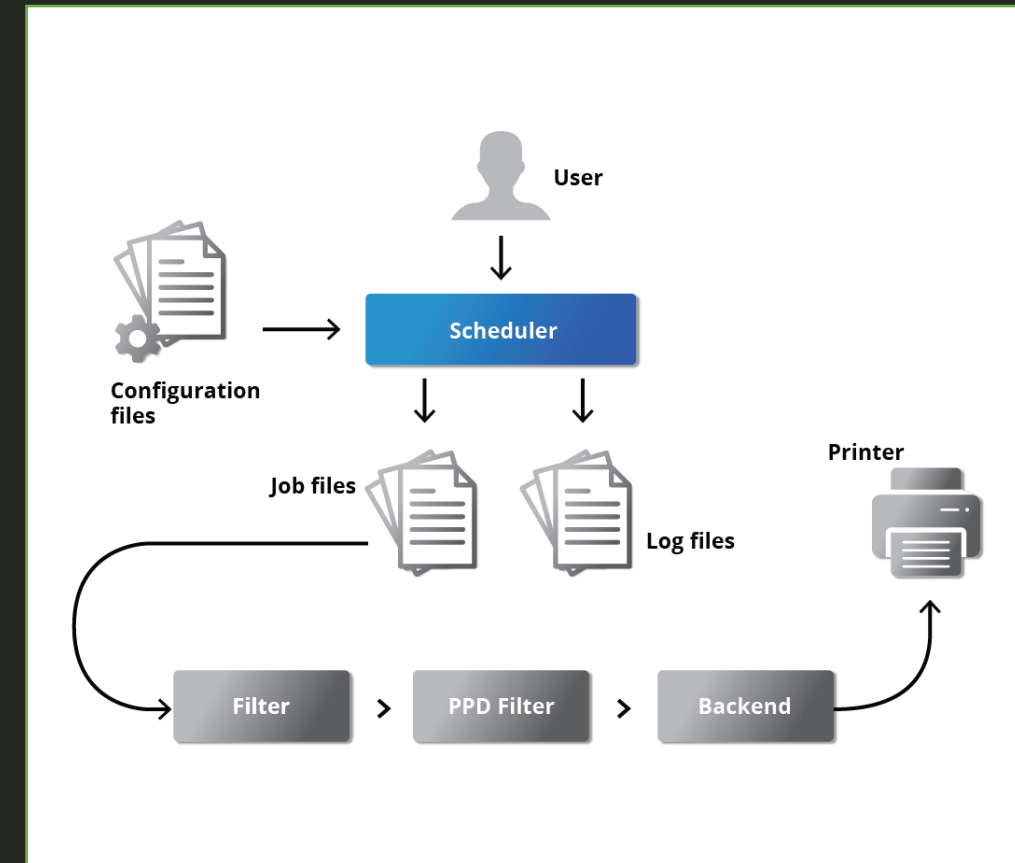 User
Scheduler
Configuration
files
Printer
Job files
Log files
Filter
PPD Filter
Backend